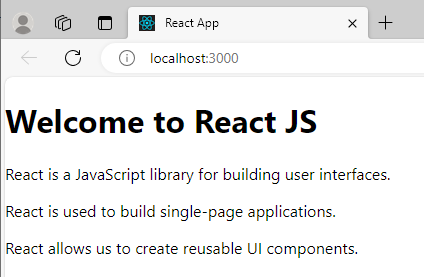 React App
localhost:3000
Welcome to React JS
React is a JavaScript library for building user interfaces.
React is used to build single-page applications.
React allows us to create reusable UI components.